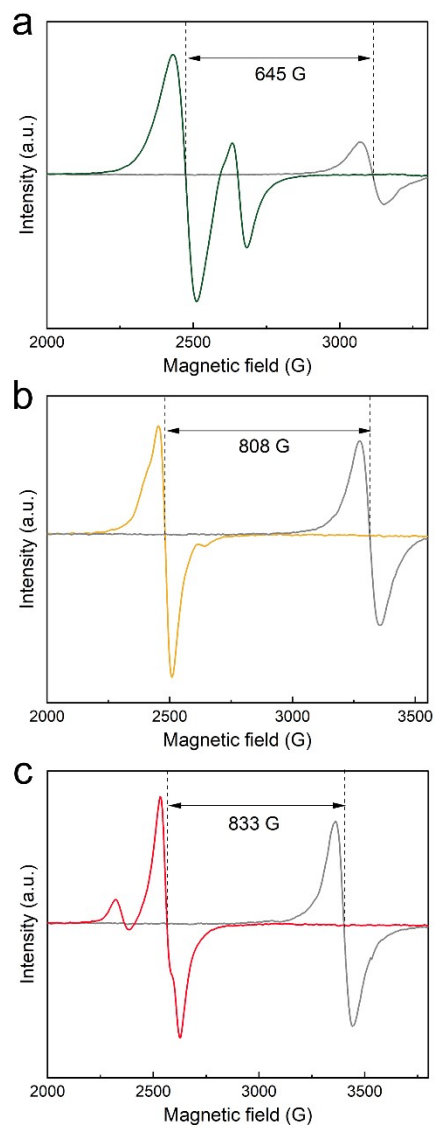 a
645 G
Intensity (a.u.)
2000 2500 3000
Magnetic field (G)
b
808 G
Intensity (a.u.)
2000 2500 3000 3500
Magnetic field (G)
c
833 G
Intensity (a.u.)
2000 2500 3000 3500
Magnetic field (G)